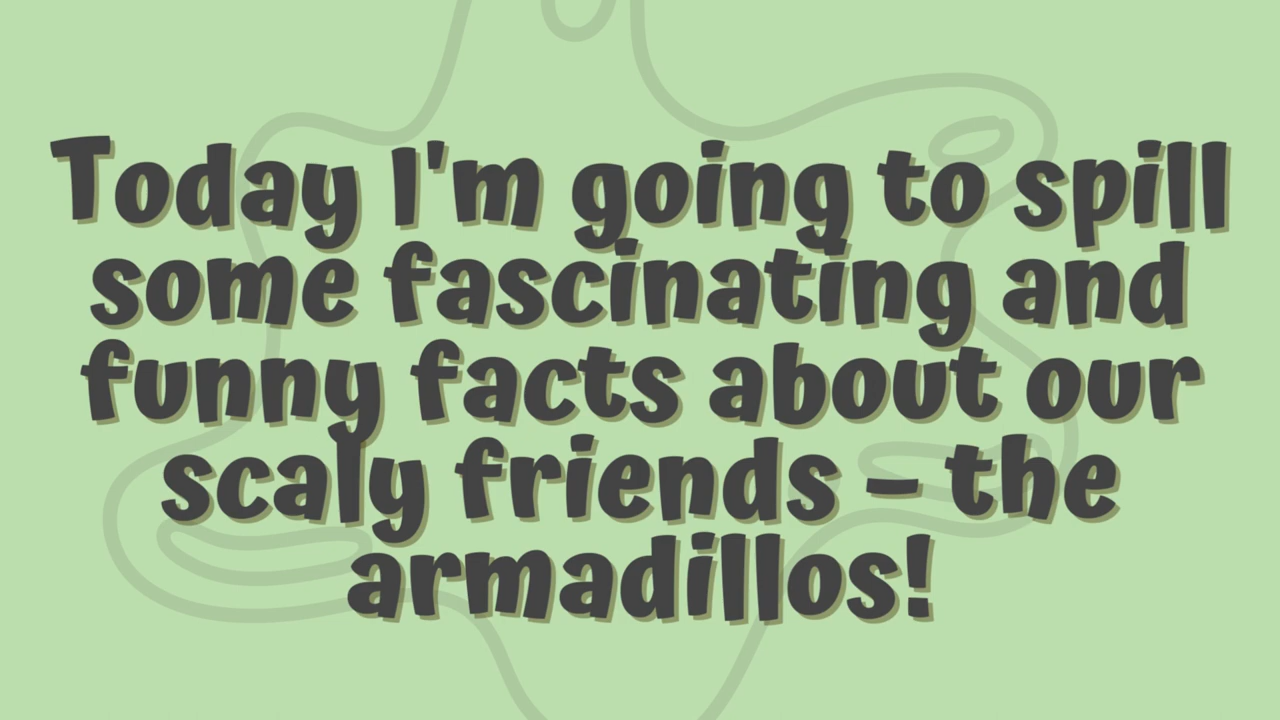 Today I'm going to spill
some fascinating and
funny facts about our
scaly friends – the
armadillos!